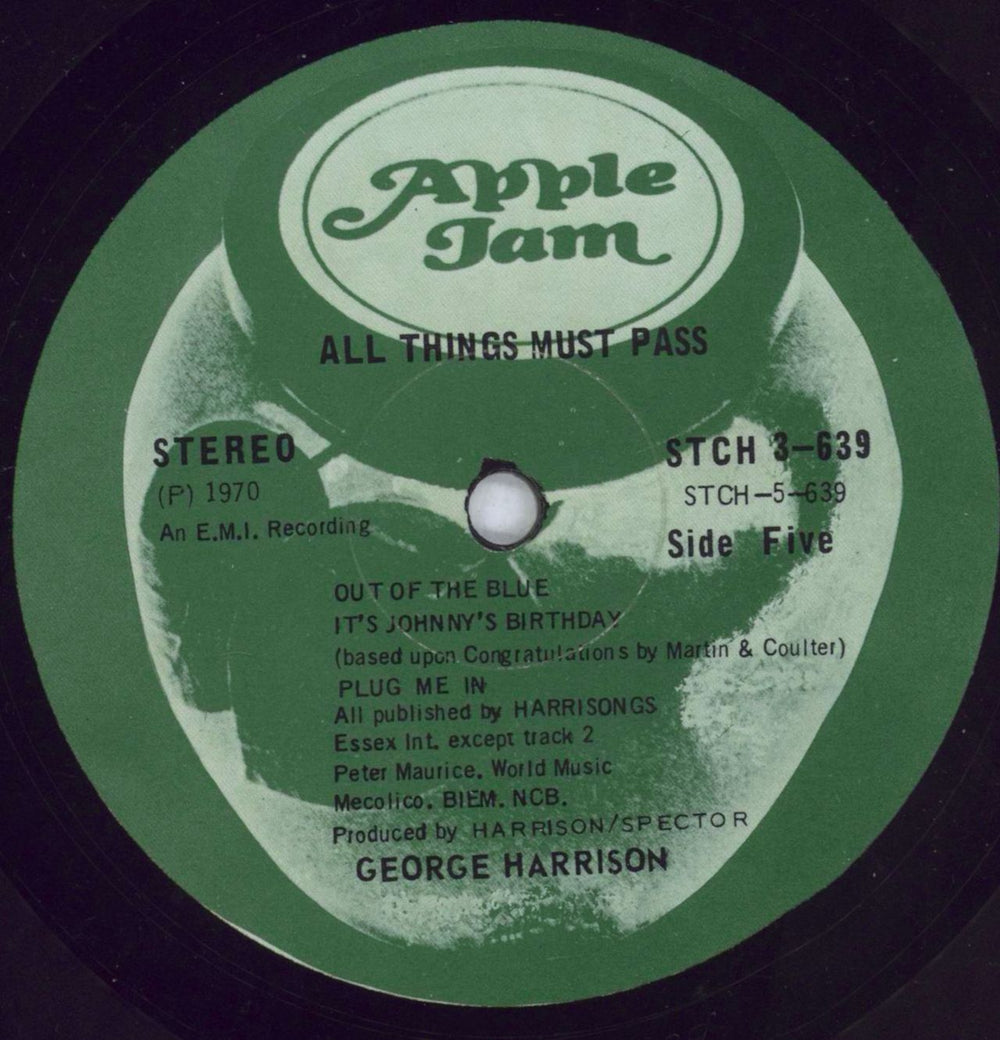 Apple
Jam
ALL THINGS MUST PASS
STEREO
(P) 1970
An E.M.I. Recording
STCH 3-639
STCH-5-639
Side Five
OUT OF THE BLUE
IT'S JOHNNY'S BIRTHDAY
(based upon Congratulations by Martin & Coulter)
PLUG ME IN
All published by HARRISONGS
Essex Int. except track 2
Peter Maurice. World Music
Mecolico. BIEM. NCB.
Produced by HARRISON/SPECTOR
GEORGE HARRISON